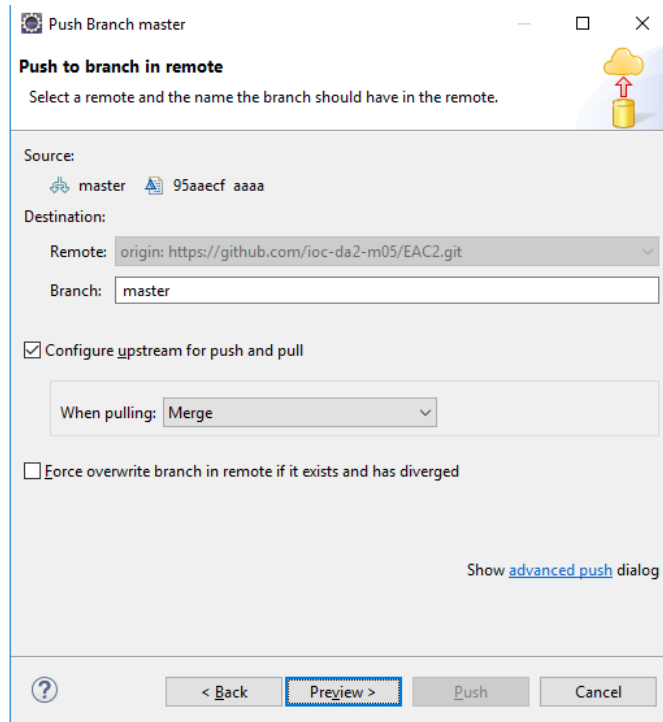 Push Branch master
Push to branch in remote
Select a remote and the name the branch should have in the remote.
Source:
master 95aaecf aaaa
Destination:
Remote: origin: https://github.com/ioc-da2-m05/EAC2.git
Branch: master
Configure upstream for push and pull
When pulling: Merge
Force overwrite branch in remote if it exists and has diverged
Show advanced push dialog
? < Back Preview > Push Cancel